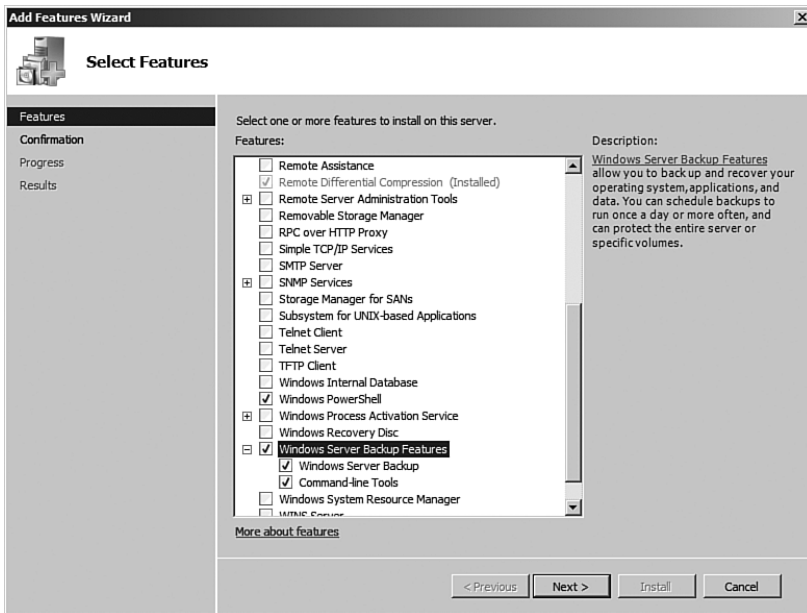 Add Features Wizard
Select Features
Features
Confirmation
Progress
Results
Select one or more features to install on this server.
Features:
Remote Assistance
Remote Differential Compression (Installed)
Remote Server Administration Tools
Removable Storage Manager
RPC over HTTP Proxy
Simple TCP/IP Services
SMTP Server
SNMP Services
Storage Manager for SANs
Subsystem for UNIX-based Applications
Telnet Client
Telnet Server
TFTP Client
Windows Internal Database
Windows PowerShell
Windows Process Activation Service
Windows Recovery Disc
Windows Server Backup Features
Windows Server Backup
Command-line Tools
Windows System Resource Manager
WINS Server
More about features
Description:
Windows Server Backup Features
allow you to back up and recover your
operating system, applications, and
data. You can schedule backups to
run once a day or more often, and
can protect the entire server or
specific volumes.
< Previous
Next >
Install
Cancel